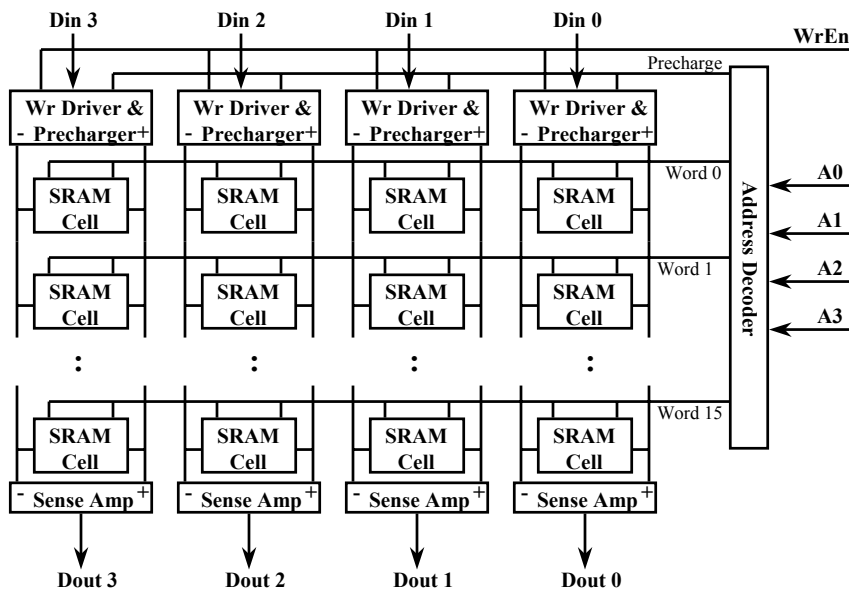 Din 3 Din 2 Din 1 Din 0
WrEn
Precharge
Wr Driver & Wr Driver & Wr Driver & Wr Driver &
- Precharger+ - Precharger+ - Precharger+ - Precharger+
Word 0
SRAM SRAM SRAM SRAM
Cell Cell Cell Cell
A0
A1
A2
A3
Address Decoder
Word 1
SRAM SRAM SRAM SRAM
Cell Cell Cell Cell
: : : :
Word 15
SRAM SRAM SRAM SRAM
Cell Cell Cell Cell
- Sense Amp + - Sense Amp + - Sense Amp + - Sense Amp +
Dout 3 Dout 2 Dout 1 Dout 0